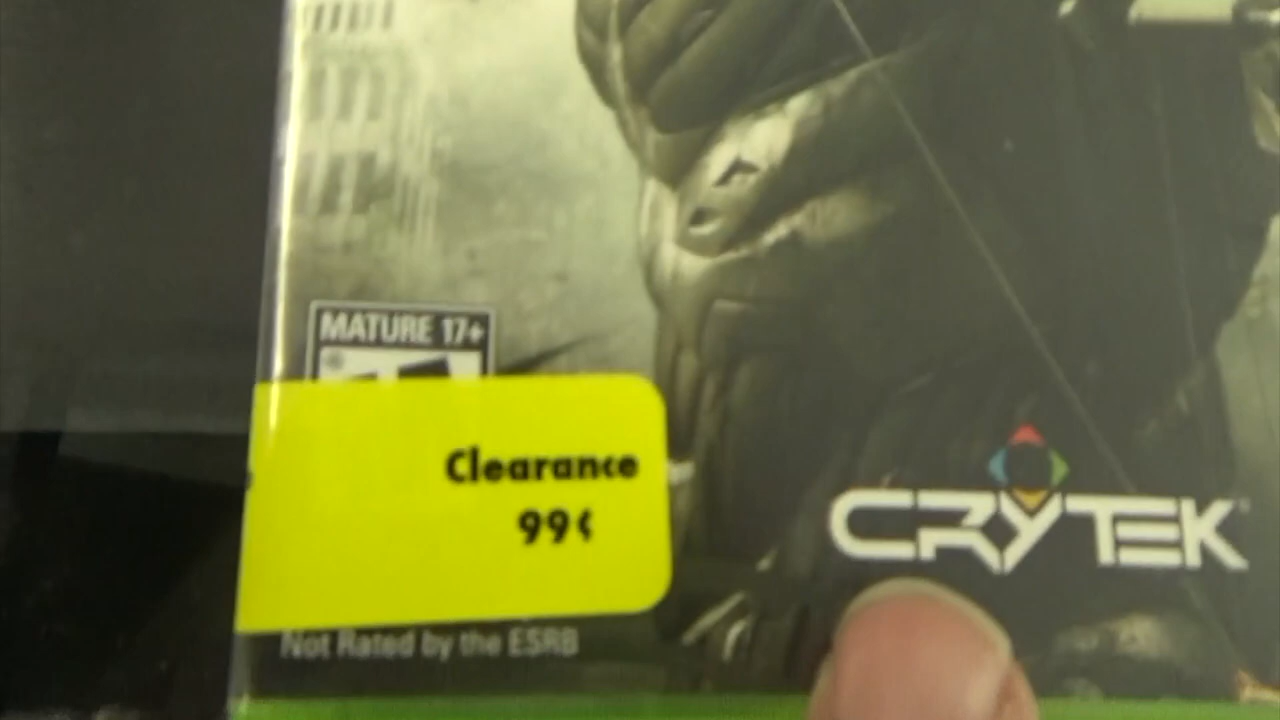 MATURE 17+
Clearance
99¢
CRYTEK
Not Rated by the ESRB